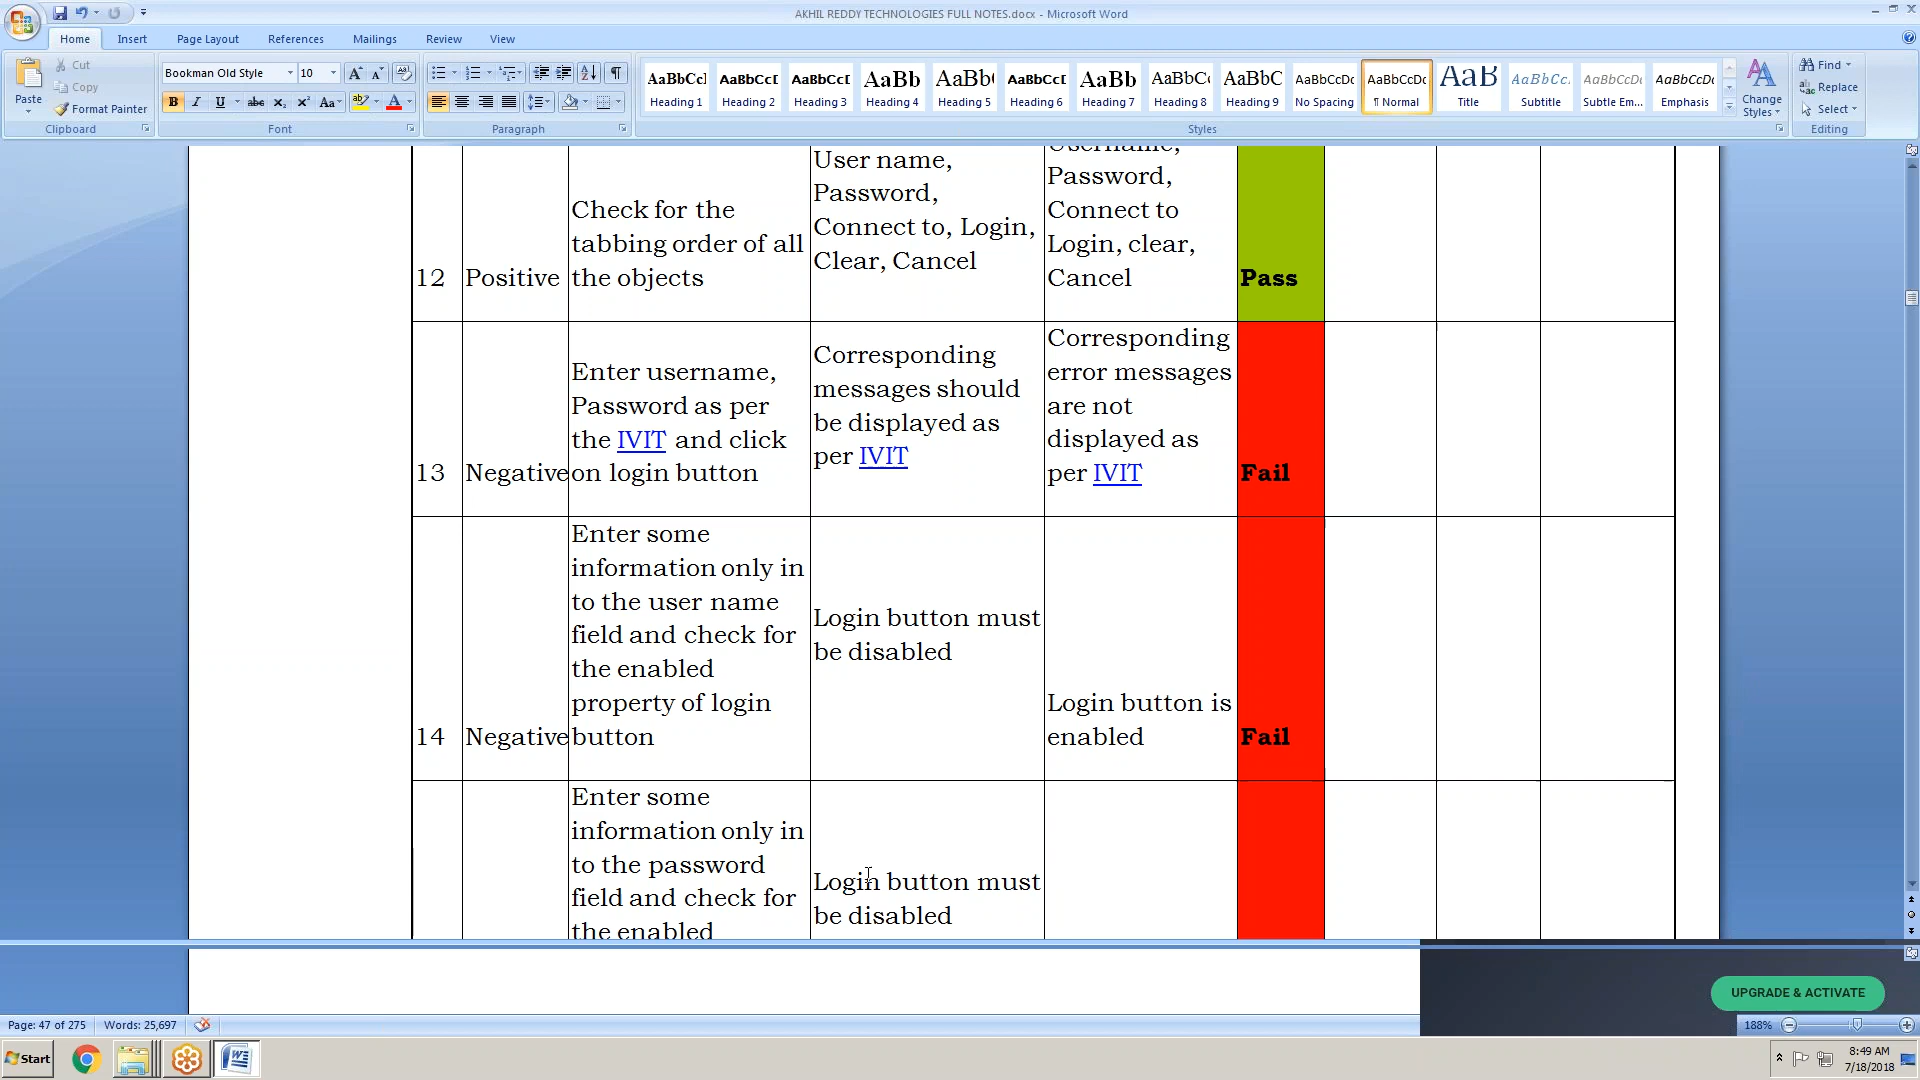 AKHIL REDDY TECHNOLOGIES FULL NOTES.docx - Microsoft Word
Home Insert Page Layout References Mailings Review View
Paste Cut Copy Format Painter Clipboard
Bookman Old Style 10
Font
Paragraph
AaBbCcI AaBbCcD AaBbCcD AaBb AaBb( AaBbCcD AaBb AaBbC( AaBbC AaBbCcDc AaBbCcDc AaB AaBbCc. AaBbCcDc AaBbCcDc
Heading 1 Heading 2 Heading 3 Heading 4 Heading 5 Heading 6 Heading 7 Heading 8 Heading 9 No Spacing ¶ Normal Title Subtitle Subtle Em... Emphasis
Styles
Change
Styles
Find
Replace
Select
Editing
12 Positive
Check for the
tabbing order of all
the objects
User name,
Password,
Connect to, Login,
Clear, Cancel
Username,
Password,
Connect to
Login, clear,
Cancel
Pass
13 Negative
Enter username,
Password as per
the IVIT and click
on login button
Corresponding
messages should
be displayed as
per IVIT
Corresponding
error messages
are not
displayed as
per IVIT
Fail
14 Negative
Enter some
information only in
to the user name
field and check for
the enabled
property of login
button
Login button must
be disabled
Login button is
enabled
Fail
Enter some
information only in
to the password
field and check for
the enabled
Login button must
be disabled
UPGRADE & ACTIVATE
Page: 47 of 275 Words: 25,697 188%
Start
8:49 AM
7/18/2018